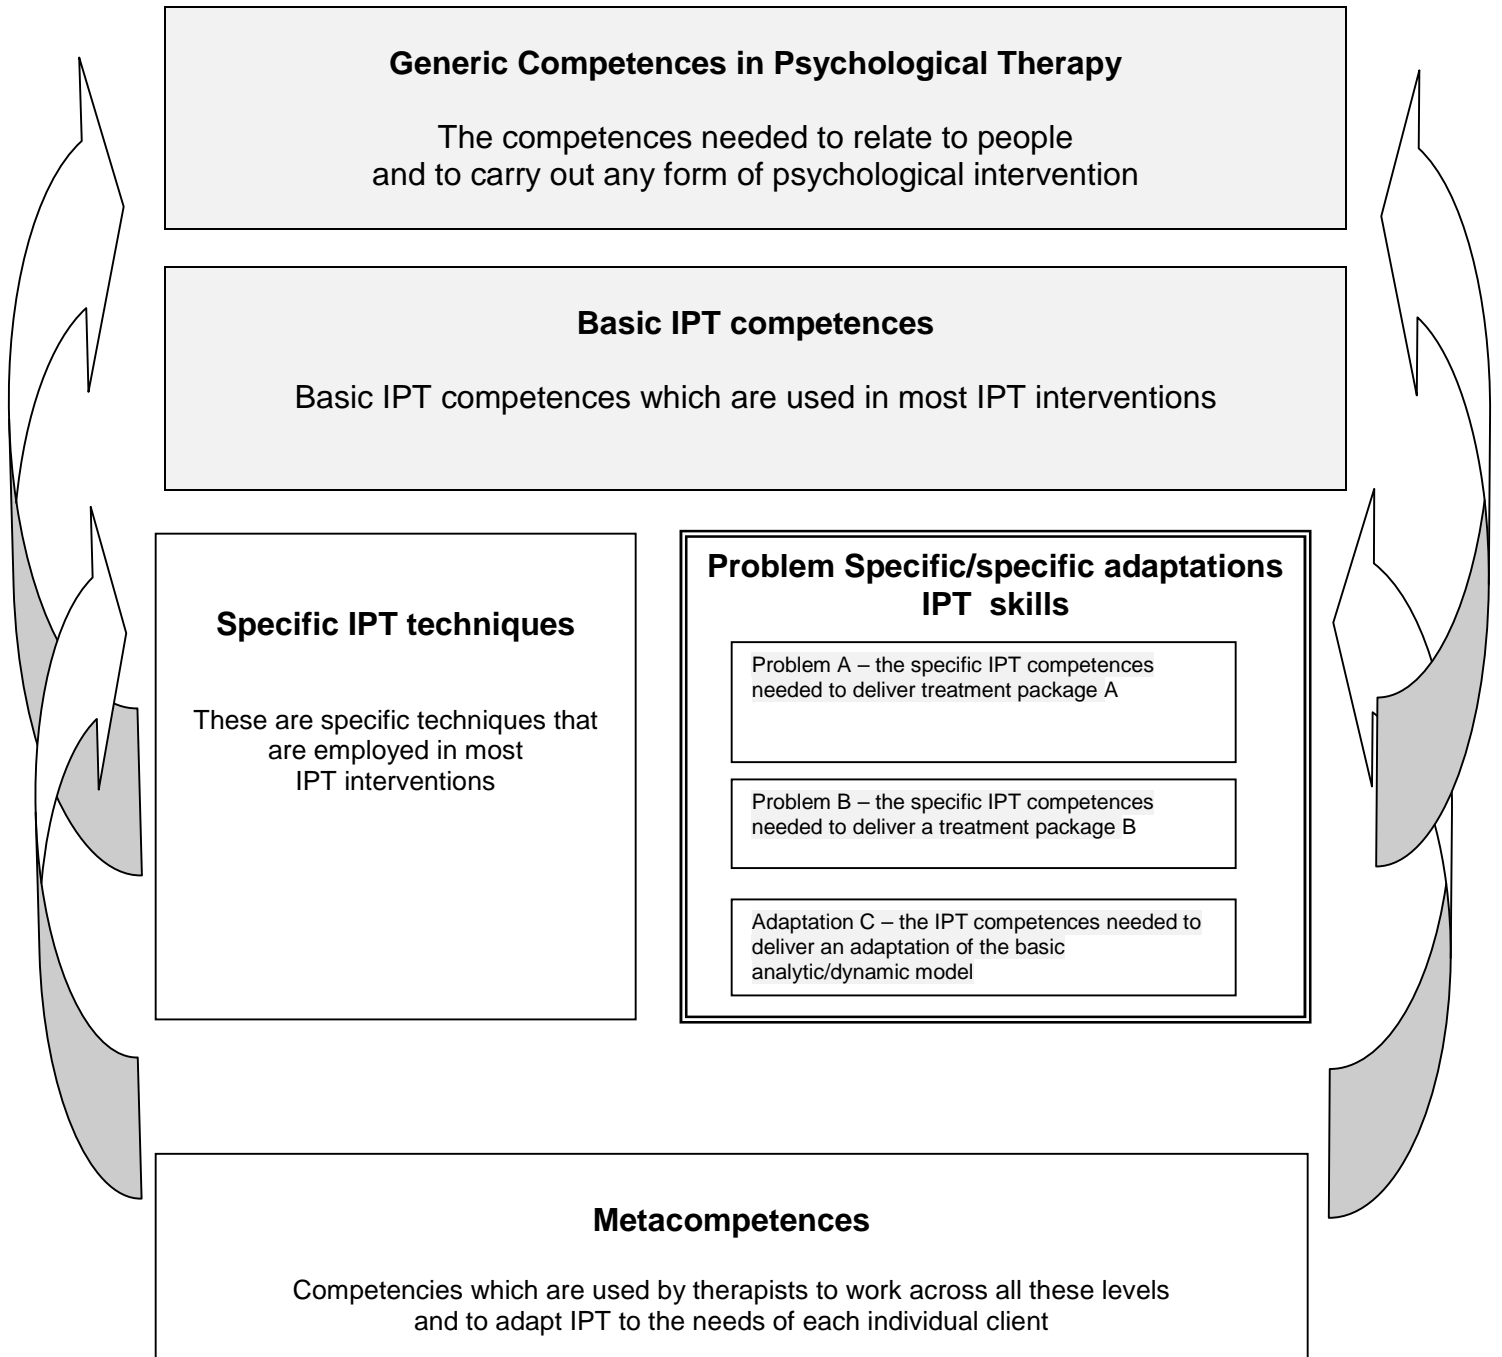 Generic Competences in Psychological Therapy
The competences needed to relate to people
and to carry out any form of psychological intervention
Basic IPT competences
Basic IPT competences which are used in most IPT interventions
Specific IPT techniques
These are specific techniques that
are employed in most
IPT interventions
Problem Specific/specific adaptations
IPT skills
Problem A – the specific IPT competences
needed to deliver treatment package A
Problem B – the specific IPT competences
needed to deliver a treatment package B
Adaptation C – the IPT competences needed to
deliver an adaptation of the basic
analytic/dynamic model
Metacompetences
Competencies which are used by therapists to work across all these levels
and to adapt IPT to the needs of each individual client